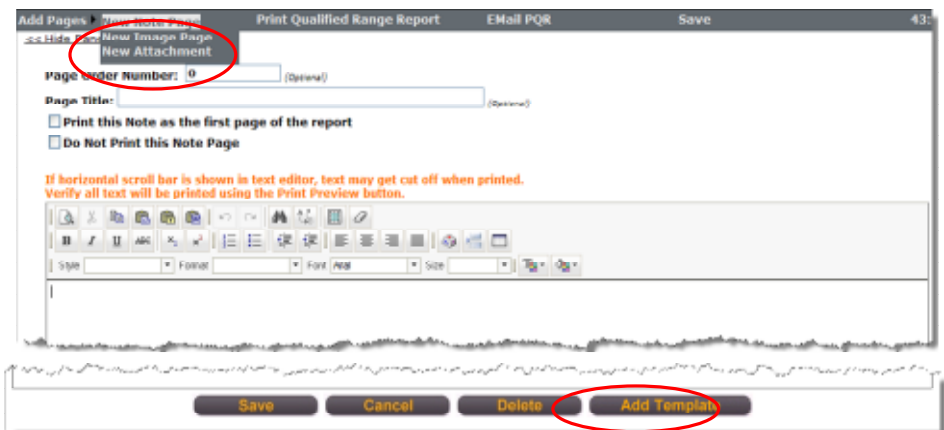 Add Pages New Note Page Print Qualified Range Report EMail PQR Save 43:
<< Hide New Image Page
New Attachment
Page Order Number: 0 (Optional)
Page Title: (Optional)
Print this Note as the first page of the report
Do Not Print this Note Page
If horizontal scroll bar is shown in text editor, text may get cut off when printed.
Verify all text will be printed using the Print Preview button.
B I U ABC X₂ x²
Style Format Font Arial Size
Save Cancel Delete Add Template